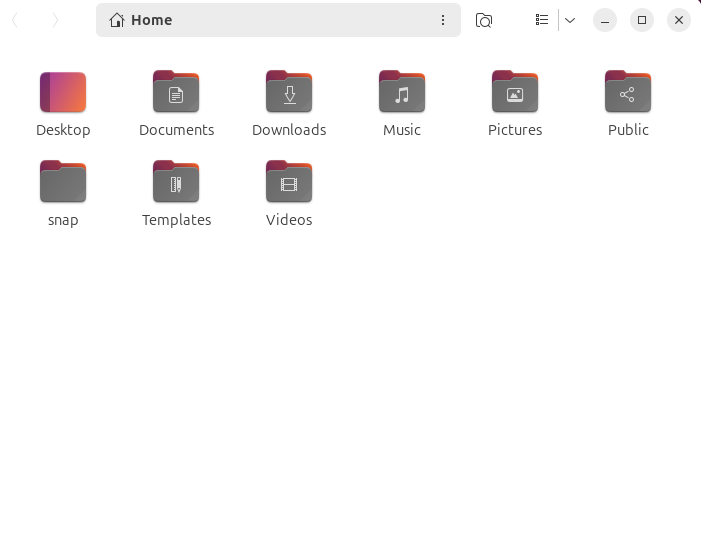 Home
Desktop
Documents
Downloads
Music
Pictures
Public
snap
Templates
Videos